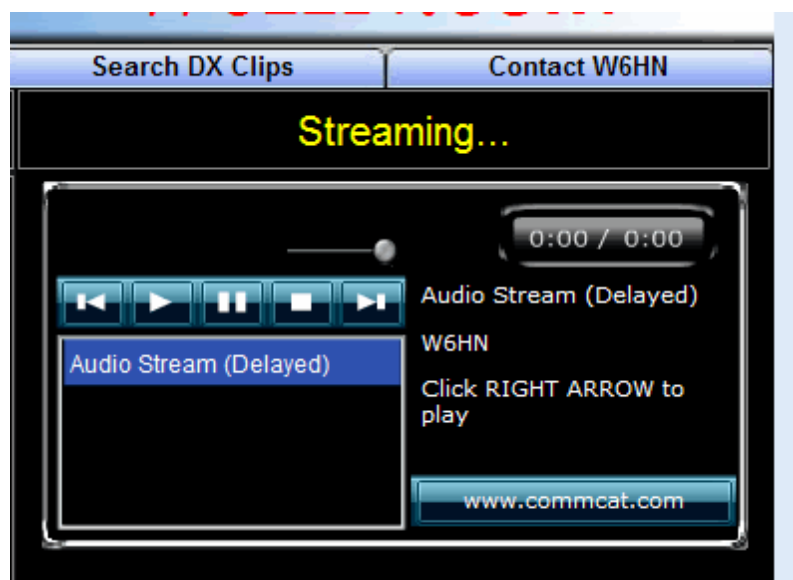 Search DX Clips
Contact W6HN
Streaming...
0:00 / 0:00
Audio Stream (Delayed)
W6HN
Click RIGHT ARROW to
play
Audio Stream (Delayed)
www.commcat.com